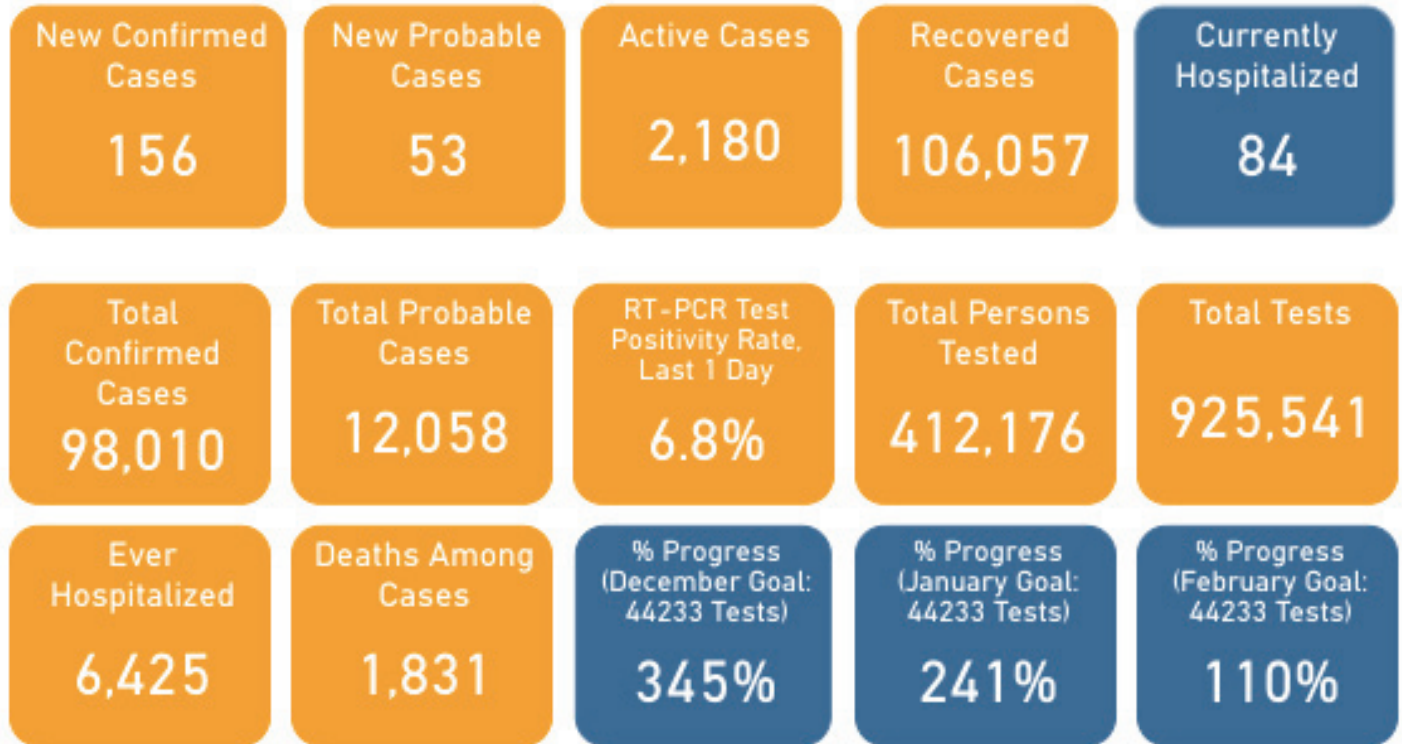 New Confirmed
Cases
156
New Probable
Cases
53
Active Cases
2,180
Recovered
Cases
106,057
Currently
Hospitalized
84
Total
Confirmed
Cases
98,010
Total Probable
Cases
12,058
RT-PCR Test
Positivity Rate,
Last 1 Day
6.8%
Total Persons
Tested
412,176
Total Tests
925,541
Ever
Hospitalized
6,425
Deaths Among
Cases
1,831
% Progress
(December Goal:
44233 Tests)
345%
% Progress
(January Goal:
44233 Tests)
241%
% Progress
(February Goal:
44233 Tests)
110%